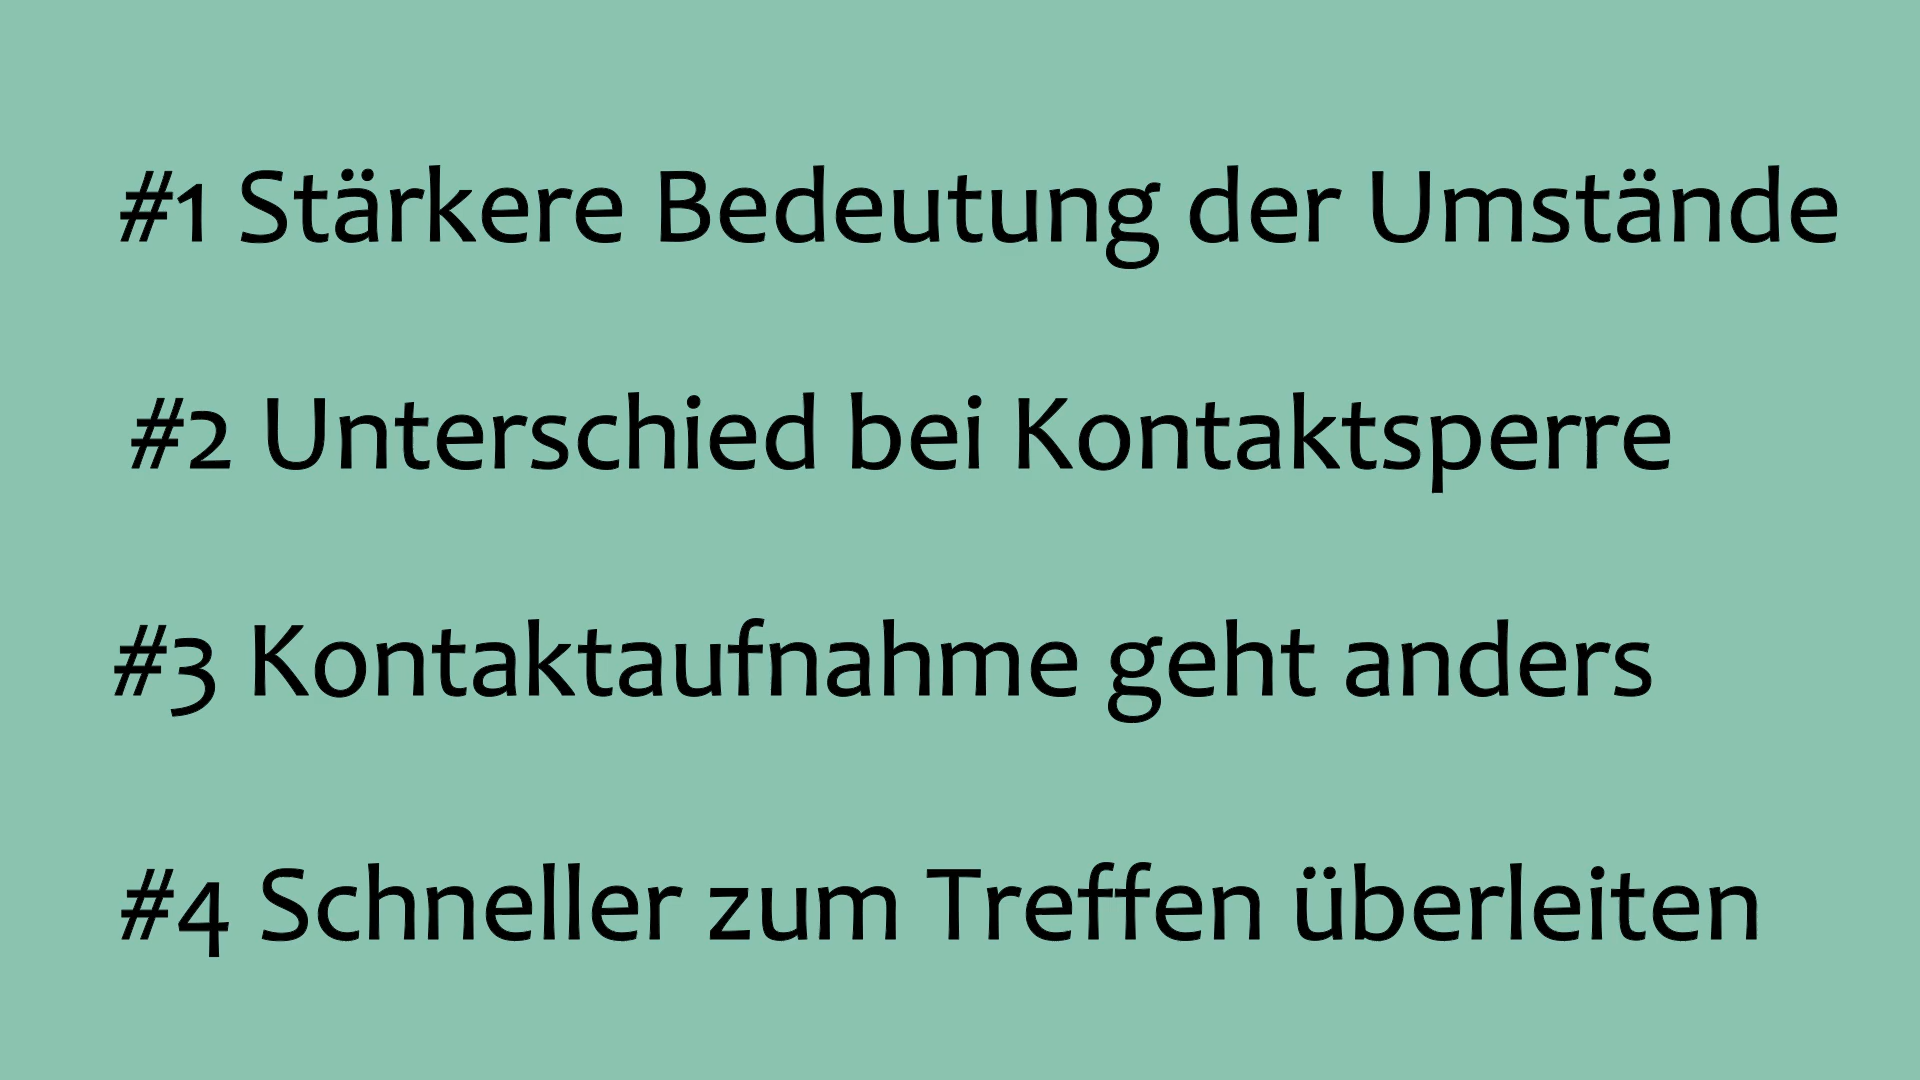 #1 Stärkere Bedeutung der Umstände
#2 Unterschied bei Kontaktsperre
#3 Kontaktaufnahme geht anders
#4 Schneller zum Treffen überleiten